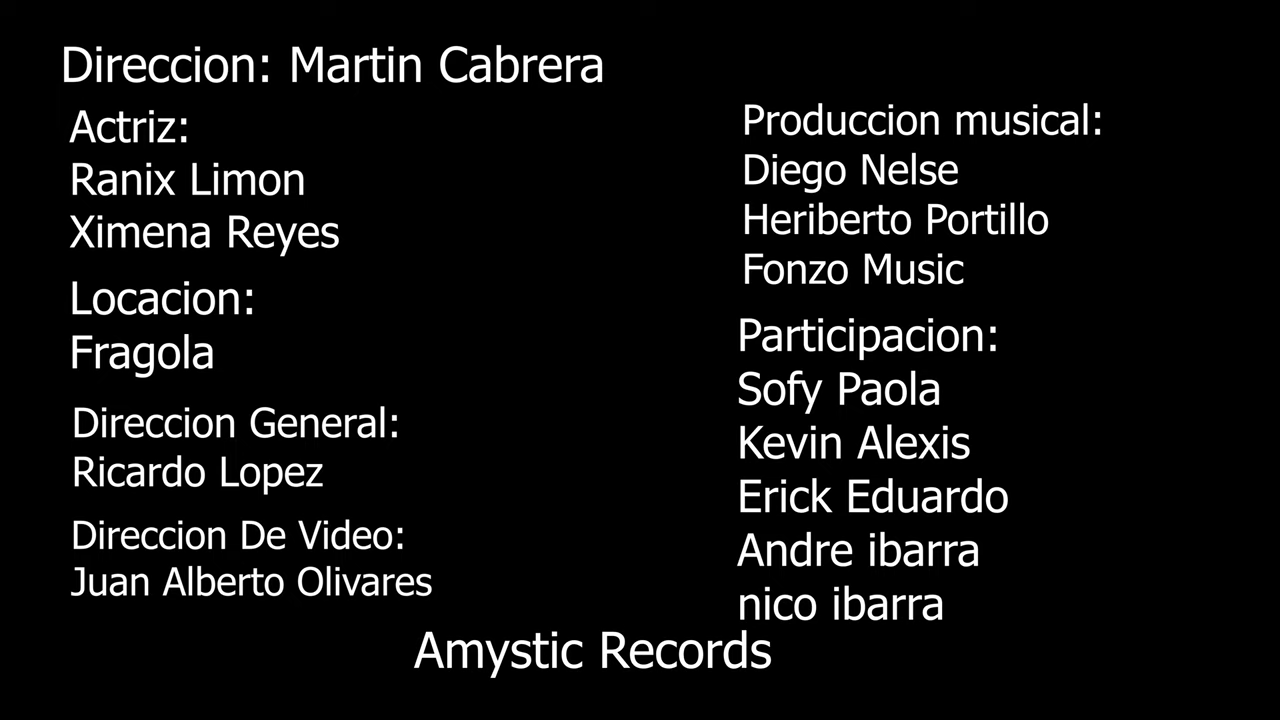 Direccion: Martin Cabrera
Actriz:
Ranix Limon
Ximena Reyes
Locacion:
Fragola
Direccion General:
Ricardo Lopez
Direccion De Video:
Juan Alberto Olivares
Produccion musical:
Diego Nelse
Heriberto Portillo
Fonzo Music
Participacion:
Sofy Paola
Kevin Alexis
Erick Eduardo
Andre ibarra
nico ibarra
Amystic Records